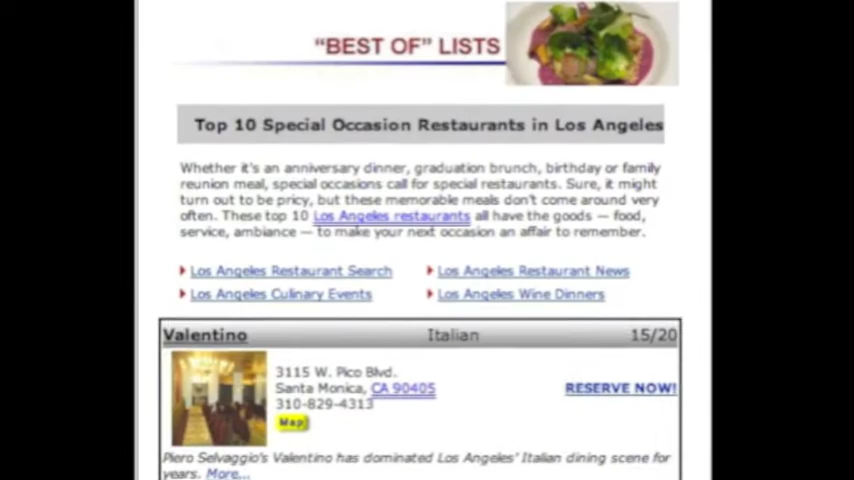 “BEST OF” LISTS
Top 10 Special Occasion Restaurants in Los Angeles
Whether it's an anniversary dinner, graduation brunch, birthday or family
reunion meal, special occasions call for special restaurants. Sure, it might
turn out to be pricy, but these memorable meals don't come around very
often. These top 10 Los Angeles restaurants all have the goods — food,
service, ambiance — to make your next occasion an affair to remember.
Los Angeles Restaurant Search
Los Angeles Restaurant News
Los Angeles Culinary Events
Los Angeles Wine Dinners
Valentino Italian 15/20
3115 W. Pico Blvd.
Santa Monica, CA 90405
RESERVE NOW!
310-829-4313
Map
Piero Selvaggio's Valentino has dominated Los Angeles' Italian dining scene for
years. More...